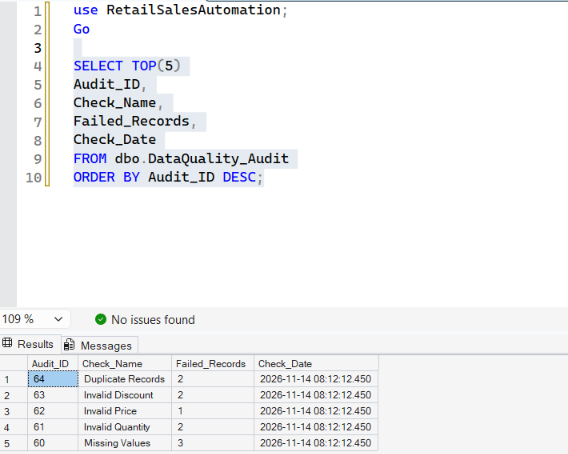 1 use RetailSalesAutomation;
2 Go
3
4 SELECT TOP(5)
5 Audit_ID,
6 Check_Name,
7 Failed_Records,
8 Check_Date
9 FROM dbo.DataQuality_Audit
10 ORDER BY Audit_ID DESC;
109 % No issues found
Results Messages
Audit_ID Check_Name Failed_Records Check_Date
1 64 Duplicate Records 2 2026-11-14 08:12:12.450
2 63 Invalid Discount 2 2026-11-14 08:12:12.450
3 62 Invalid Price 1 2026-11-14 08:12:12.450
4 61 Invalid Quantity 2 2026-11-14 08:12:12.450
5 60 Missing Values 3 2026-11-14 08:12:12.450